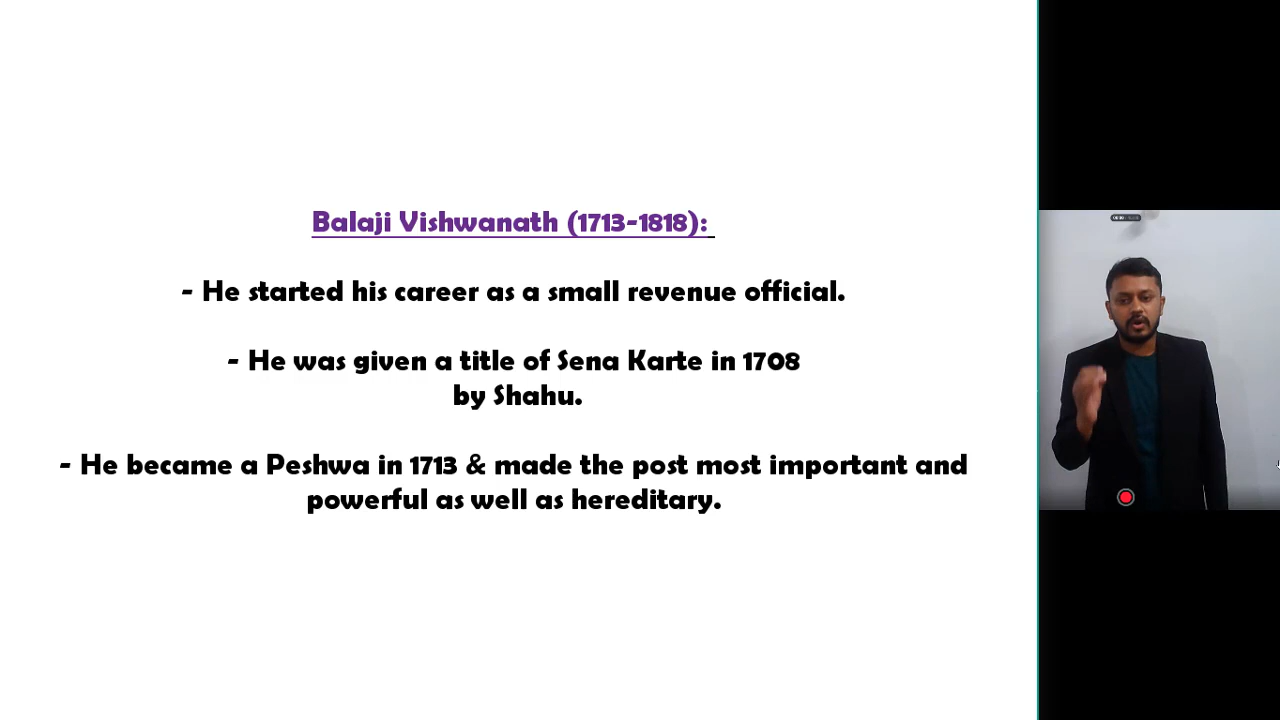 Balaji Vishwanath (1713-1818):
- He started his career as a small revenue official.
- He was given a title of Sena Karte in 1708
by Shahu.
- He became a Peshwa in 1713 & made the post most important and
powerful as well as hereditary.